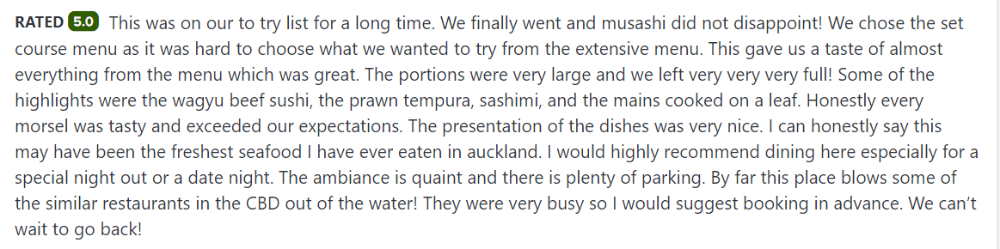 RATED 5.0 This was on our to try list for a long time. We finally went and musashi did not disappoint! We chose the set
course menu as it was hard to choose what we wanted to try from the extensive menu. This gave us a taste of almost
everything from the menu which was great. The portions were very large and we left very very very full! Some of the
highlights were the wagyu beef sushi, the prawn tempura, sashimi, and the mains cooked on a leaf. Honestly every
morsel was tasty and exceeded our expectations. The presentation of the dishes was very nice. I can honestly say this
may have been the freshest seafood I have ever eaten in auckland. I would highly recommend dining here especially for a
special night out or a date night. The ambiance is quaint and there is plenty of parking. By far this place blows some of
the similar restaurants in the CBD out of the water! They were very busy so I would suggest booking in advance. We can’t
wait to go back!